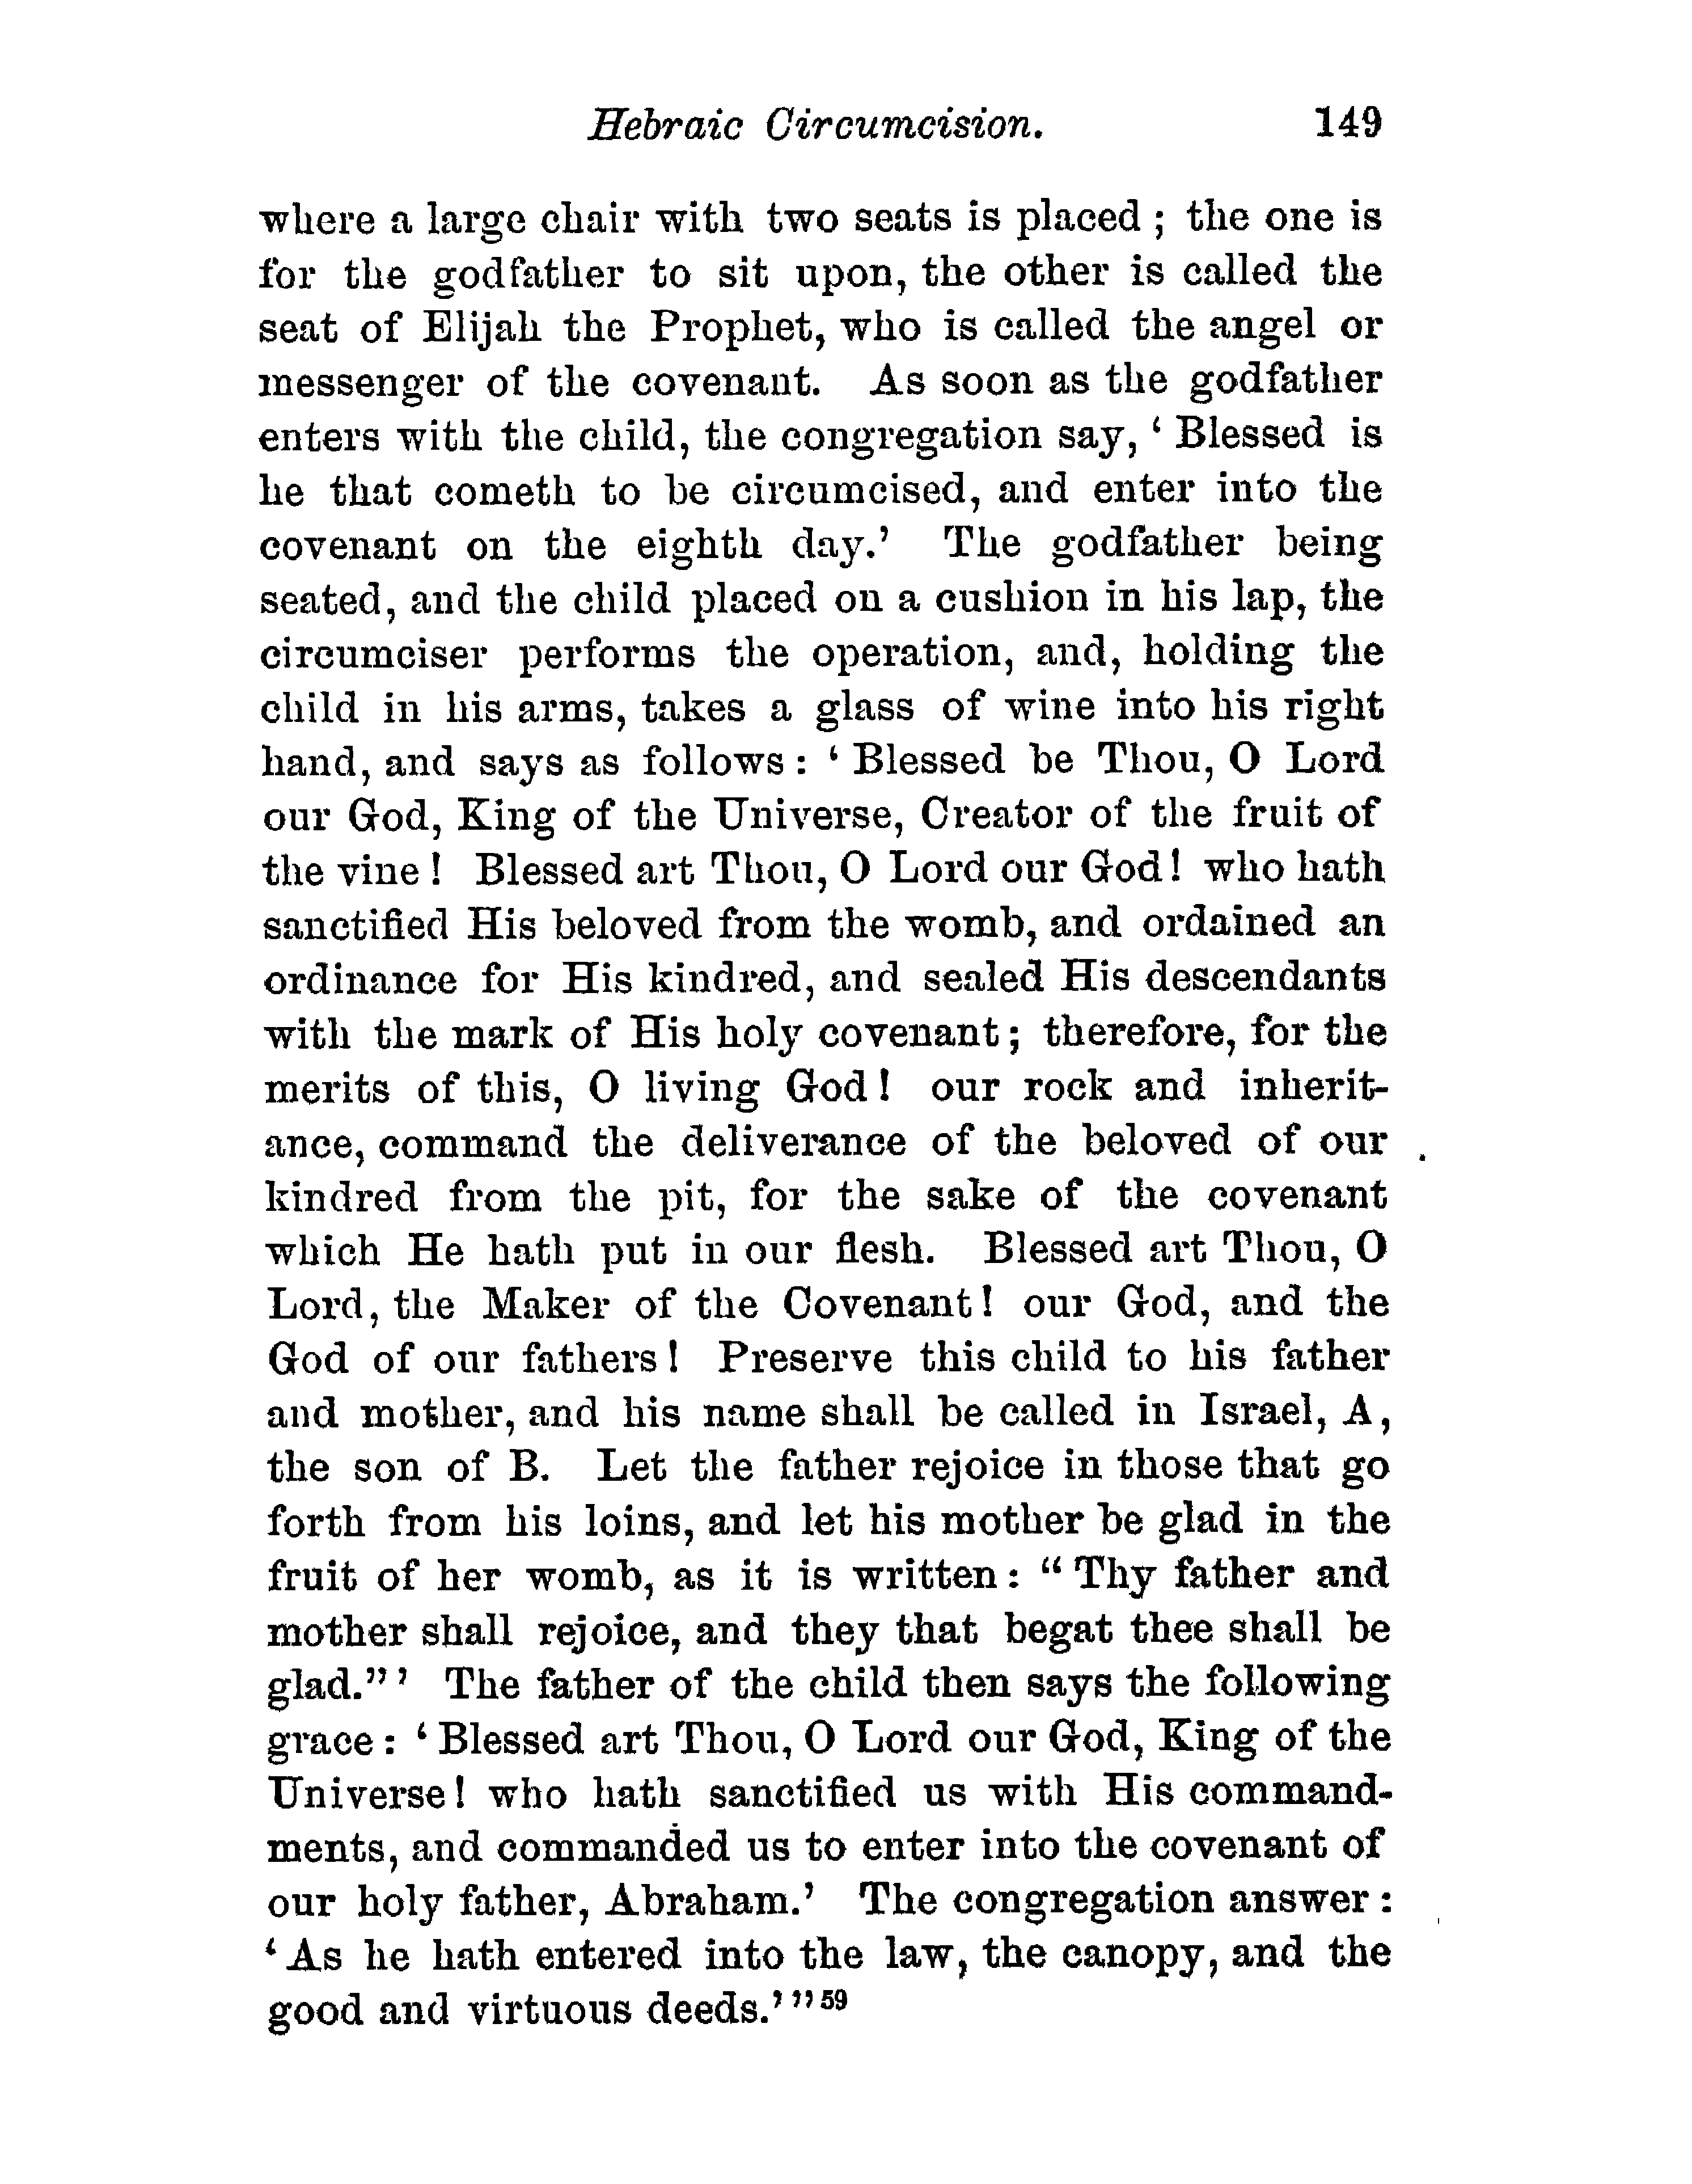 Hebraic Circumcision. 149
where a large chair with two seats is placed ; the one is
for the godfather to sit upon, the other is called the
seat of Elijah the Prophet, who is called the angel or
messenger of the covenant. As soon as the godfather
enters with the child, the congregation say, ‘ Blessed is
he that cometh to be circumcised, and enter into the
covenant on the eighth day.’ The godfather being
seated, and the child placed on a cushion in his lap, the
circumciser performs the operation, and, holding the
child in his arms, takes a glass of wine into his right
hand, and says as follows : ‘ Blessed be Thou, O Lord
our God, King of the Universe, Creator of the fruit of
the vine ! Blessed art Thou, O Lord our God ! who hath
sanctified His beloved from the womb, and ordained an
ordinance for His kindred, and sealed His descendants
with the mark of His holy covenant ; therefore, for the
merits of this, O living God ! our rock and inherit-
ance, command the deliverance of the beloved of our
kindred from the pit, for the sake of the covenant
which He hath put in our flesh. Blessed art Thou, O
Lord, the Maker of the Covenant ! our God, and the
God of our fathers ! Preserve this child to his father
and mother, and his name shall be called in Israel, A,
the son of B. Let the father rejoice in those that go
forth from his loins, and let his mother be glad in the
fruit of her womb, as it is written : “ Thy father and
mother shall rejoice, and they that begat thee shall be
glad.” ’ The father of the child then says the following
grace : ‘ Blessed art Thou, O Lord our God, King of the
Universe ! who hath sanctified us with His command-
ments, and commanded us to enter into the covenant of
our holy father, Abraham.’ The congregation answer :
‘ As he hath entered into the law, the canopy, and the
good and virtuous deeds.’ ” 59